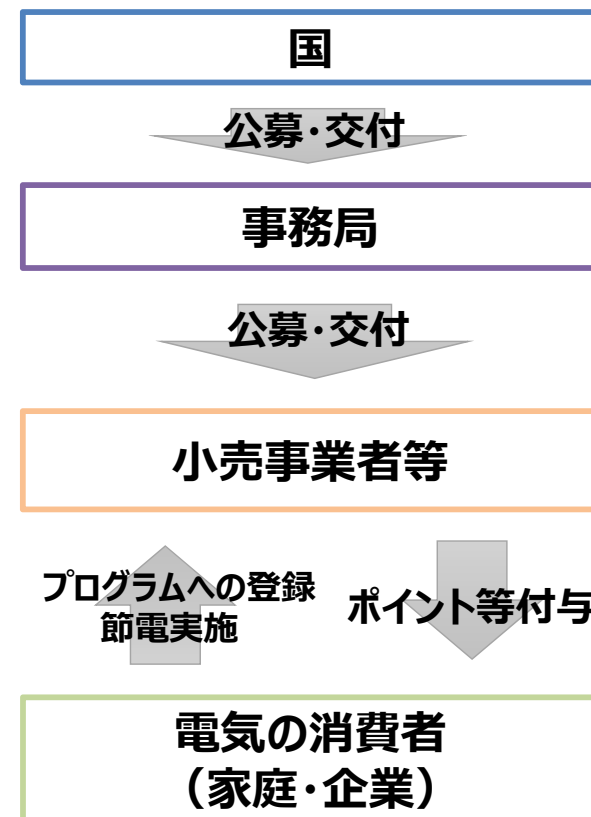 国
公募・交付
事務局
公募・交付
小売事業者等
プログラムへの登録
節電実施
ポイント等付与
電気の消費者
（家庭・企業）